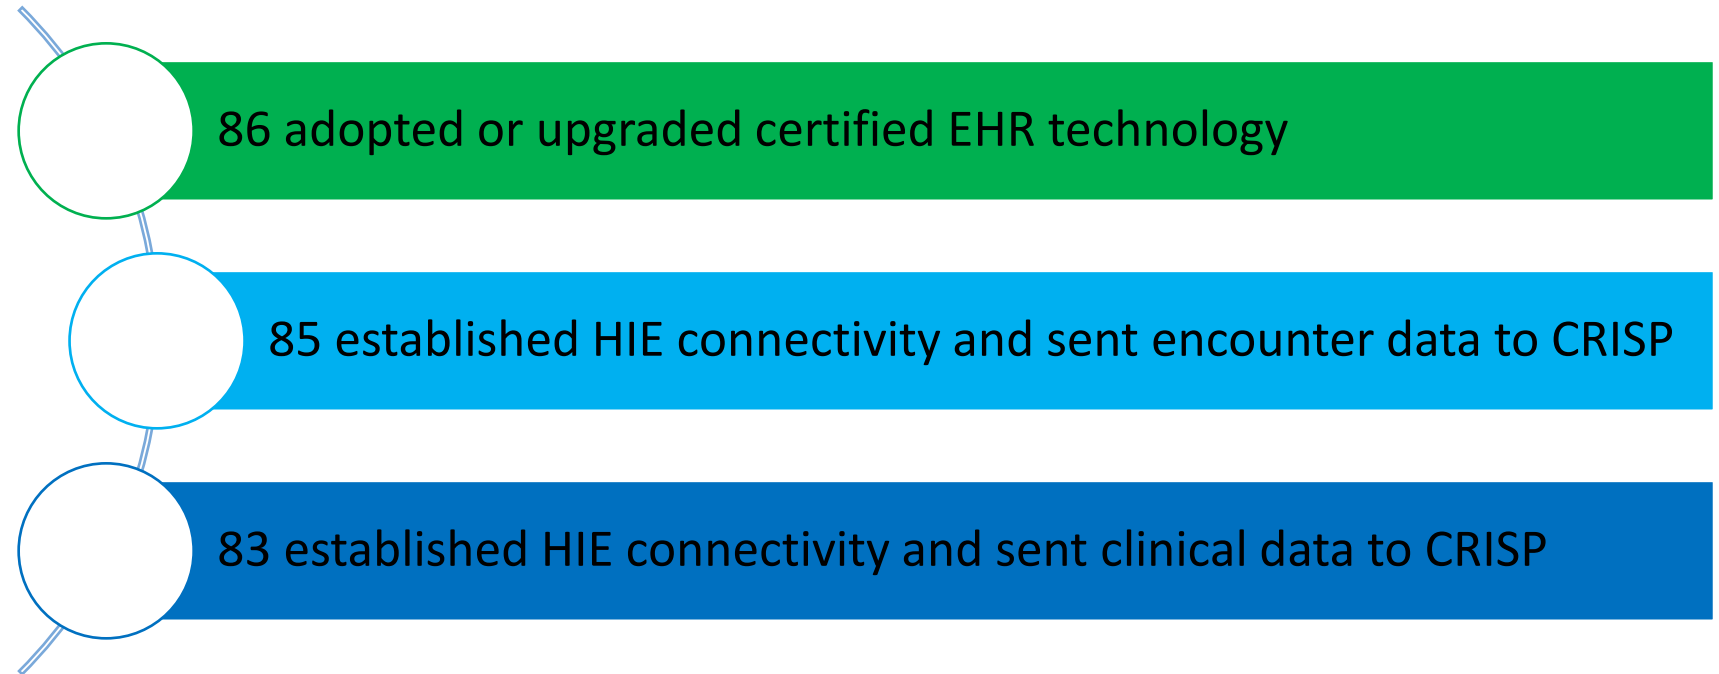 86 adopted or upgraded certified EHR technology
85 established HIE connectivity and sent encounter data to CRISP
83 established HIE connectivity and sent clinical data to CRISP